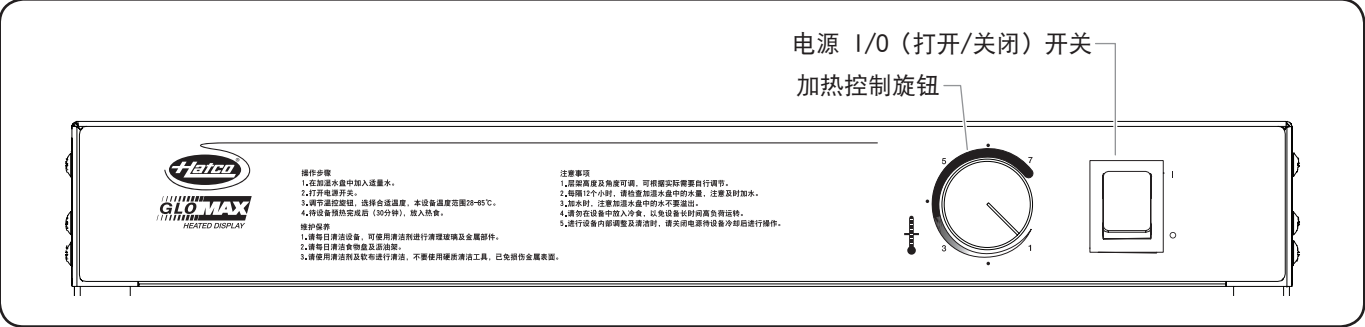 电源 I/O（打开/关闭）开关
加热控制旋钮
Hatco
®
GLO MAX
HEATED DISPLAY
操作步骤
1.在加温水盘中加入适量水。
2.打开电源开关。
3.调节温控旋钮，选择合适温度，本设备温度范围28-85℃。
4.待设备预热完成后（30分钟），放入热食。
维护保养
1.请每日清洁设备，可使用清洁剂进行清理玻璃及金属部件。
2.请每日清洁食物盘及沥油架。
3.请使用清洁剂及软布进行清洁，不要使用硬质清洁工具，已免损伤金属表面。
注意事项
1.层架高度及角度可调，可根据实际需要自行调节。
2.每隔12个小时，请检查加温水盘中的水量，注意及时加水。
3.加水时，注意加温水盘中的水不要溢出。
4.请勿在设备中放入冷食，以免设备长时间高负荷运转。
5.进行设备内部调整及清洁时，请关闭电源待设备冷却后进行操作。
5
7
3
1
I
O